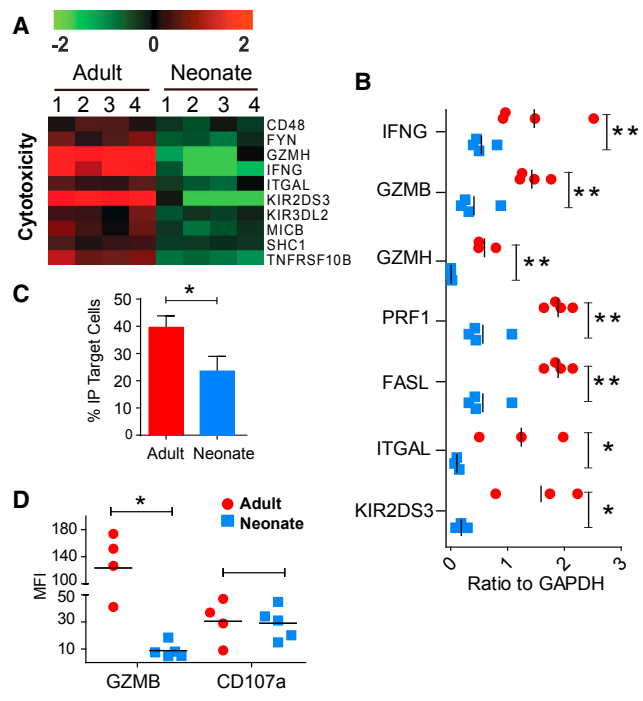 A
-2 0 2
Adult Neonate
1 2 3 4 1 2 3 4
Cytotoxicity
CD48
FYN
GZMH
IFNG
ITGAL
KIR2DS3
KIR3DL2
MICB
SHC1
TNFRSF10B
B
IFNG **
GZMB **
GZMH **
PRF1 **
FASL **
ITGAL *
KIR2DS3 *
0 1 2 3
Ratio to GAPDH
C
% IP Target Cells
50
40
30
20
10
0
*
Adult Neonate
D
Adult
Neonate
MFI
180
140
100
50
30
10
*
GZMB CD107a